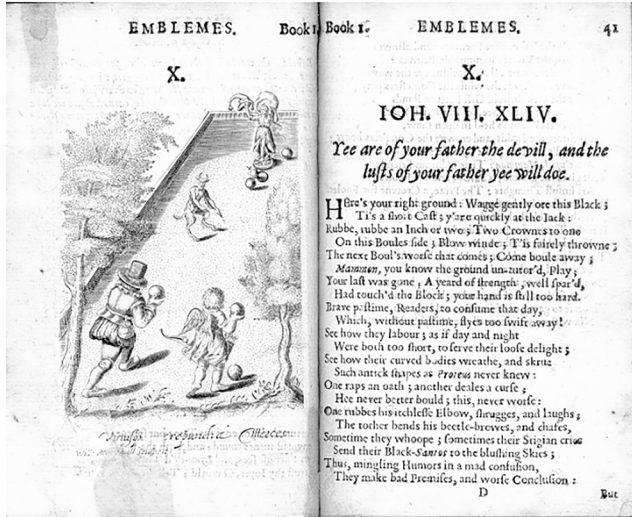 EMBLEMES. Book 1.
X.
Book 1. EMBLEMES. 41
X.
IOH. VIII. XLIV.
Yee are of your father the devill, and the
lusts of your father yee will doe.
Here's your right ground: Wagge gently ore this Black;
Ti's a short Cast; y'are quickly at the Jack:
Rubbe, rubbe an Inch or two; Two Crownes to one
On this Boules side; Blow winde; T'is fairely throwne;
The next Boul's worse that comes; Come boule away;
Mammon, you know the ground un-tutor'd, Play;
Your last was gone, A yeard of strength, well spar'd,
Had touch'd the Block; your hand is still too hard.
Brave pastime, Readers, to consume that day,
Which, without pastime, flyes too swift away!
See how they labour; as if day and night
Were both too short, to serve their loose delight;
See how their curved bodies wreathe, and skrue
Such antick shapes as Proteus never knew:
One raps an oath; another deales a curse;
Hee never better bould; this, never worse:
One rubbes his itchlesse Elbow, shrugges, and laughs;
The tother bends his beetle-browes, and chafes,
Sometime they whoope; sometimes their Stigian cries
Send their Black-Santos to the blushing Skies;
Thus, mingling Humors in a mad confusion,
They make bad Premises, and worse Conclusion:
D But